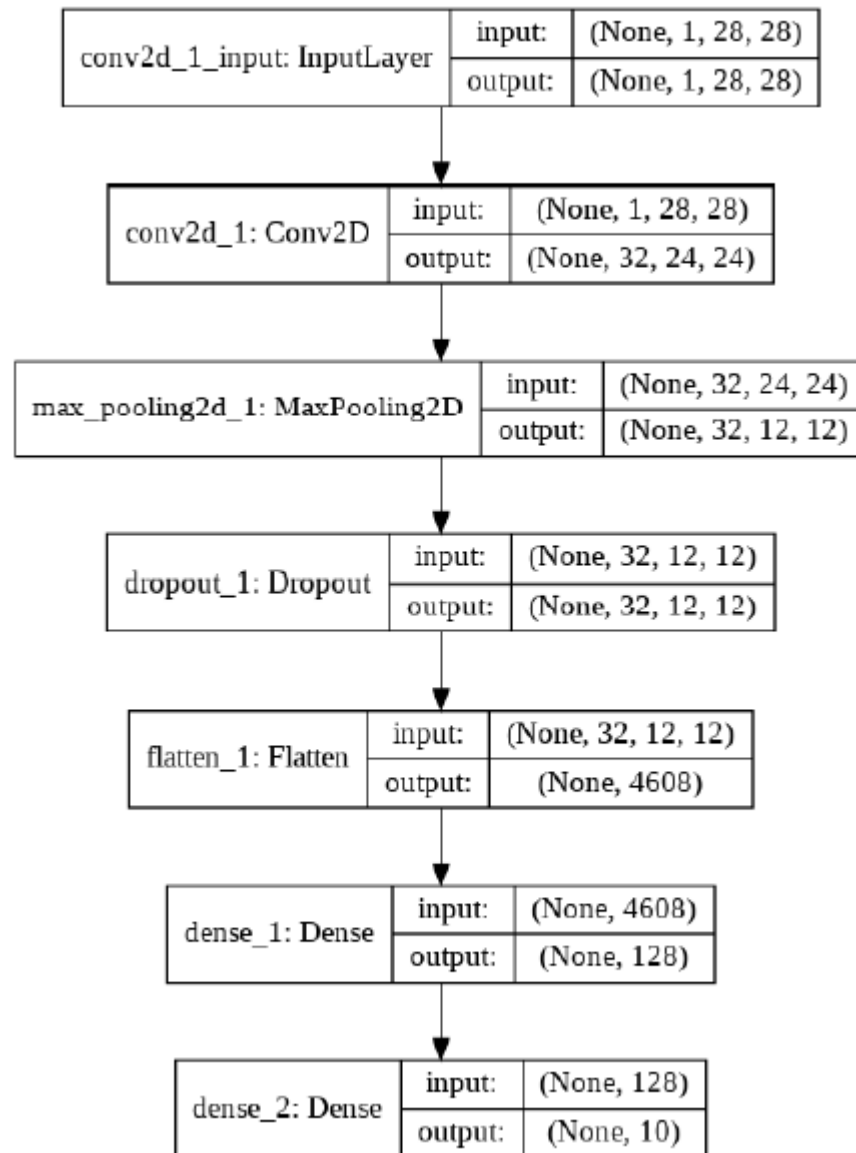 conv2d_1_input: InputLayer
input: (None, 1, 28, 28)
output: (None, 1, 28, 28)
conv2d_1: Conv2D
input: (None, 1, 28, 28)
output: (None, 32, 24, 24)
max_pooling2d_1: MaxPooling2D
input: (None, 32, 24, 24)
output: (None, 32, 12, 12)
dropout_1: Dropout
input: (None, 32, 12, 12)
output: (None, 32, 12, 12)
flatten_1: Flatten
input: (None, 32, 12, 12)
output: (None, 4608)
dense_1: Dense
input: (None, 4608)
output: (None, 128)
dense_2: Dense
input: (None, 128)
output: (None, 10)